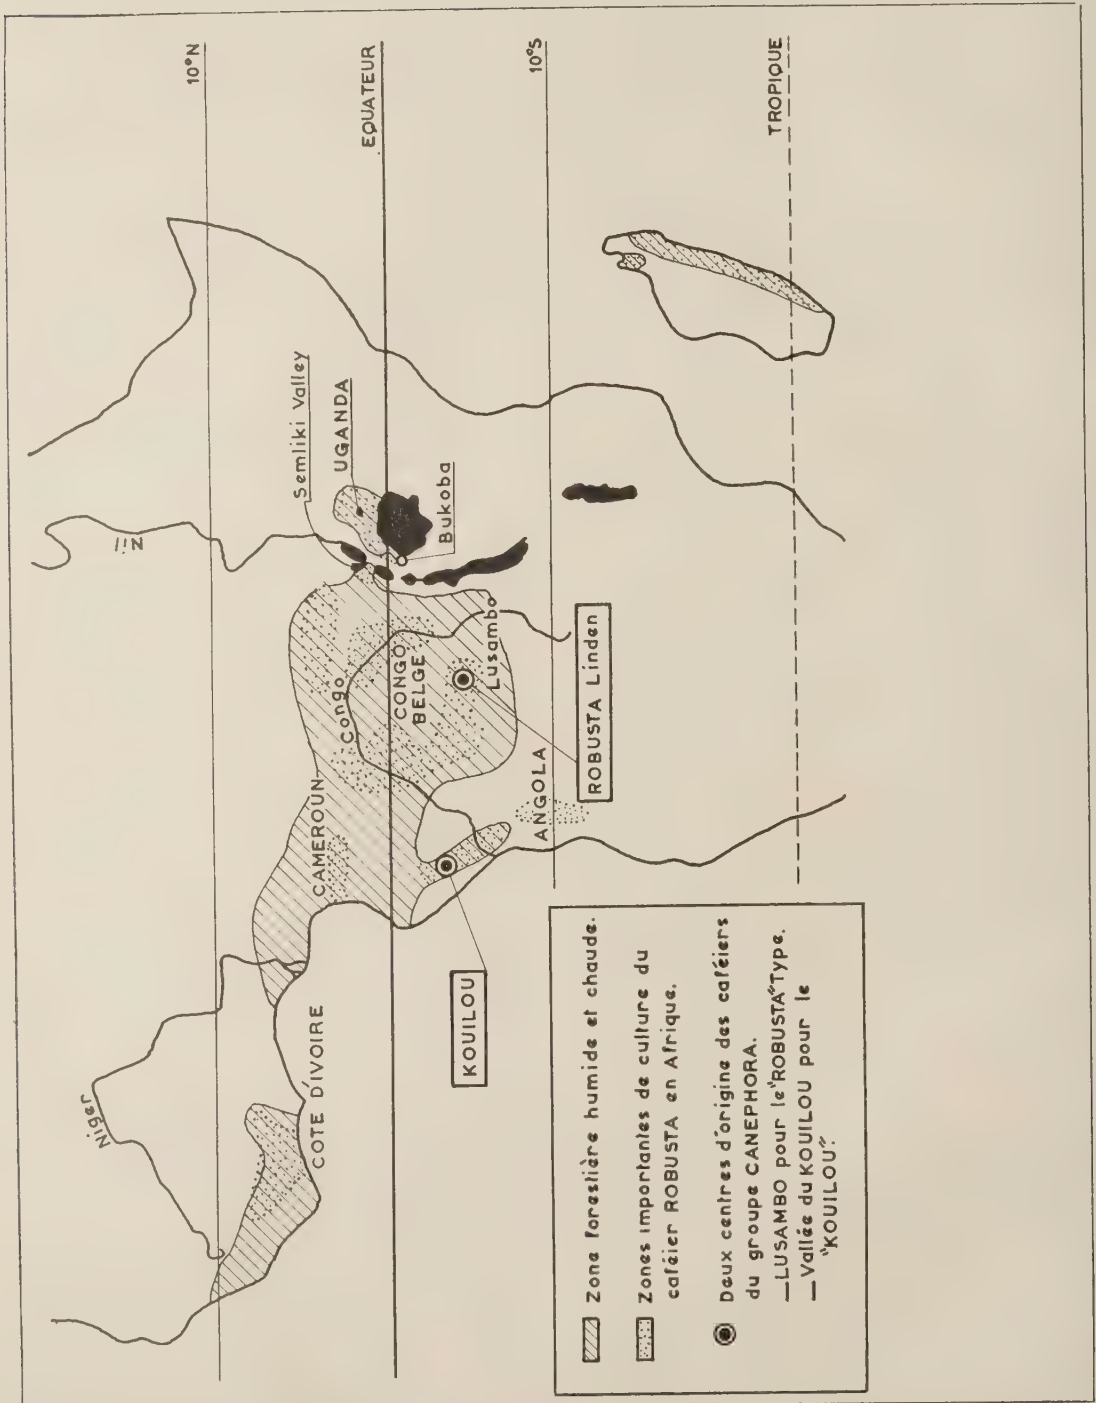 10°N
EQUATEUR
10°S
TROPIQUE
Niger
Nil
Semliki Valley
UGANDA
Bukoba
CAMEROUN
Congo
CONGO
BELGE
Lusambo
COTE D'IVOIRE
KOUILOU
ANGOLA
ROBUSTA Linden
Zone forestière humide et chaude.
Zones importantes de culture du
caféier ROBUSTA en Afrique.
Deux centres d'origine des caféiers
du groupe CANEPHORA.
— LUSAMBO pour le "ROBUSTA" Type.
— Vallée du KOUILOU pour le
"KOUILOU".